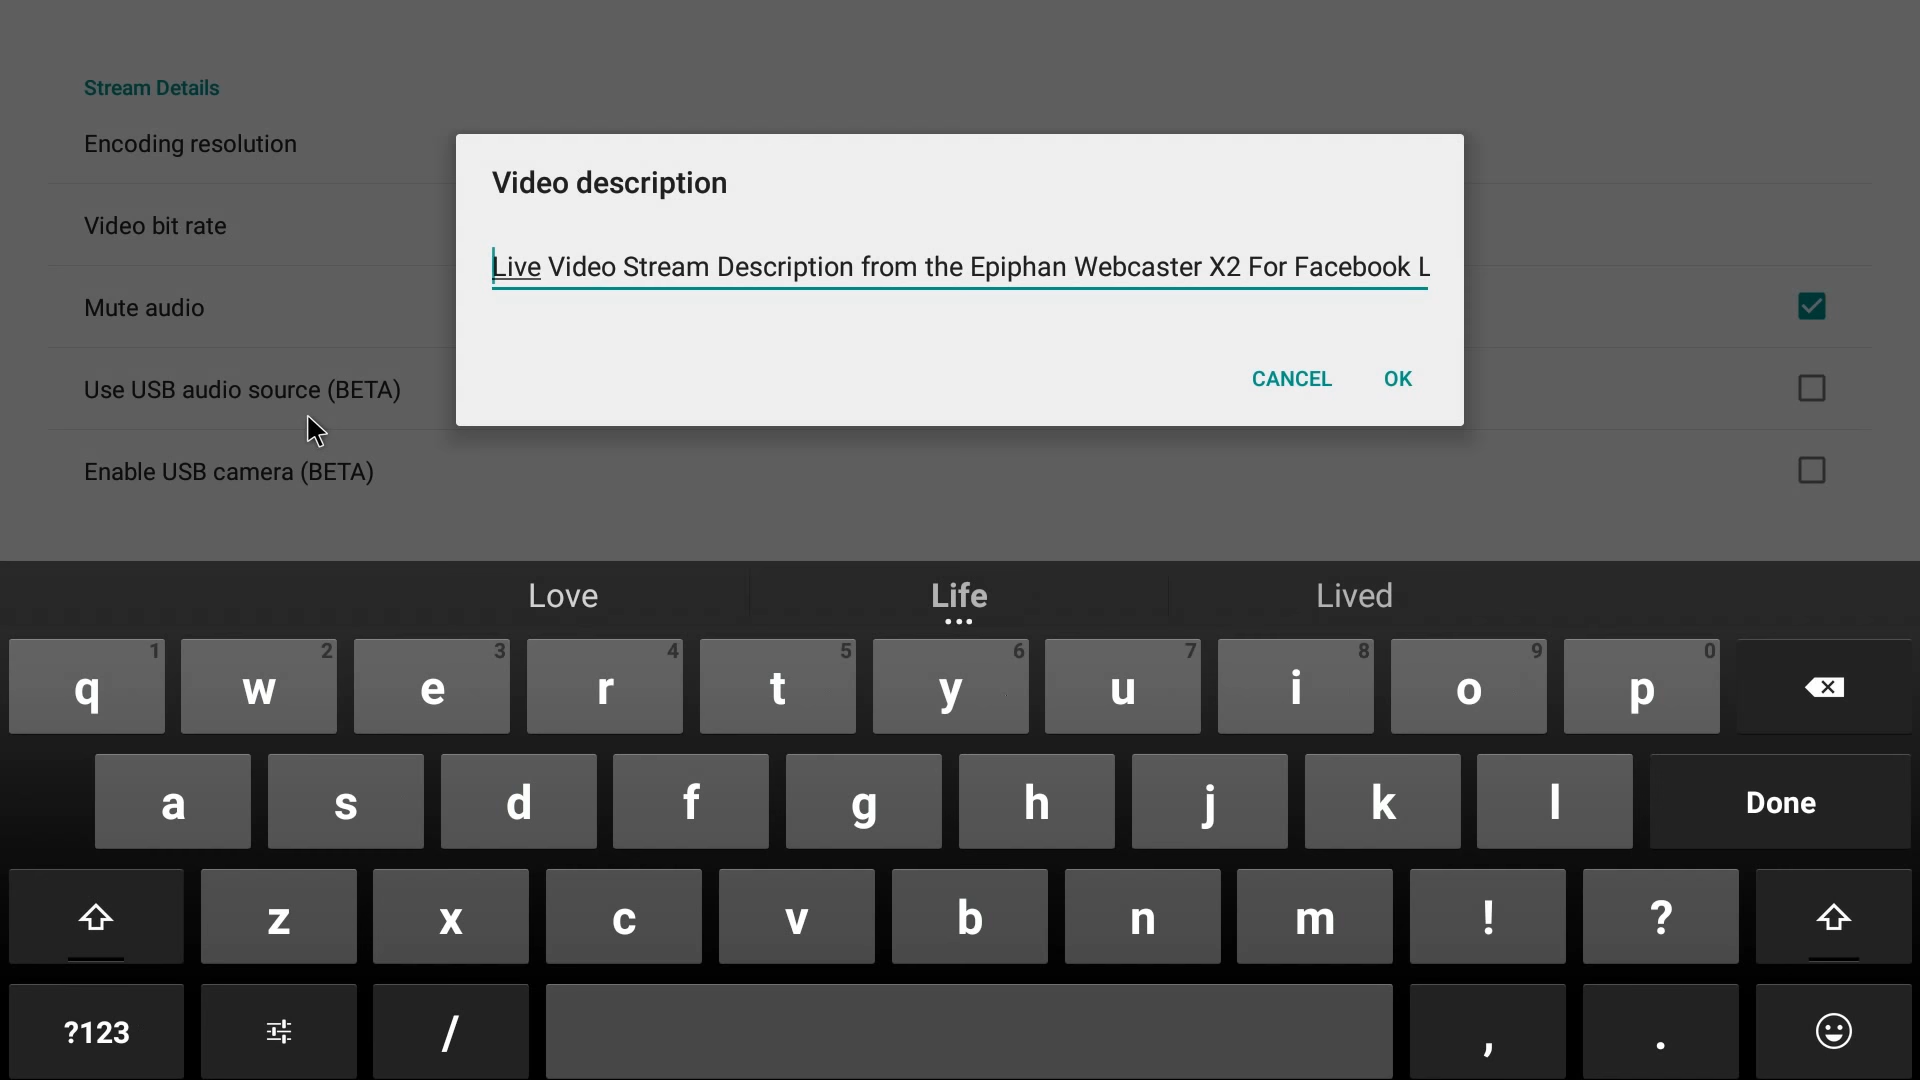 Stream Details
Encoding resolution
Video bit rate
Mute audio
Use USB audio source (BETA)
Enable USB camera (BETA)
Video description
Live Video Stream Description from the Epiphan Webcaster X2 For Facebook L
CANCEL OK
Love Life Lived
q 1 w 2 e 3 r 4 t 5 y 6 u 7 i 8 o 9 p 0
a s d f g h j k l Done
z x c v b n m ! ?
?123 / , .